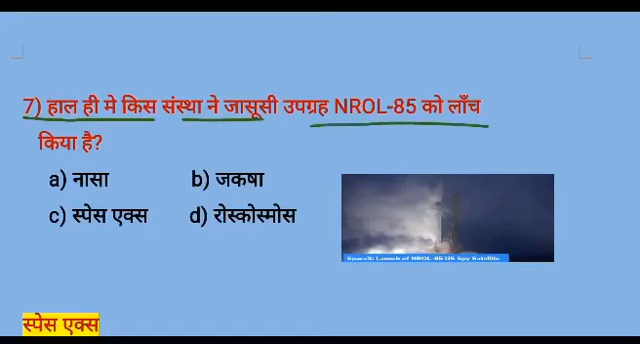 7) हाल ही मे किस संस्था ने जासूसी उपग्रह NROL-85 को लाँच
किया है?
a) नासा b) जकषा
c) स्पेस एक्स d) रोस्कोस्मोस
SpaceX: Launch of NROL-85 US Spy Satellite
स्पेस एक्स